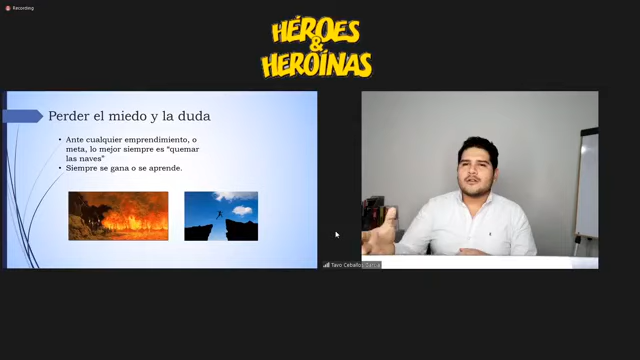 Recording
HÉROES
&
HEROÍNAS
Perder el miedo y la duda
• Ante cualquier emprendimiento, o
meta, lo mejor siempre es “quemar
las naves”
• Siempre se gana o se aprende.
Tavo Ceballos Garcia